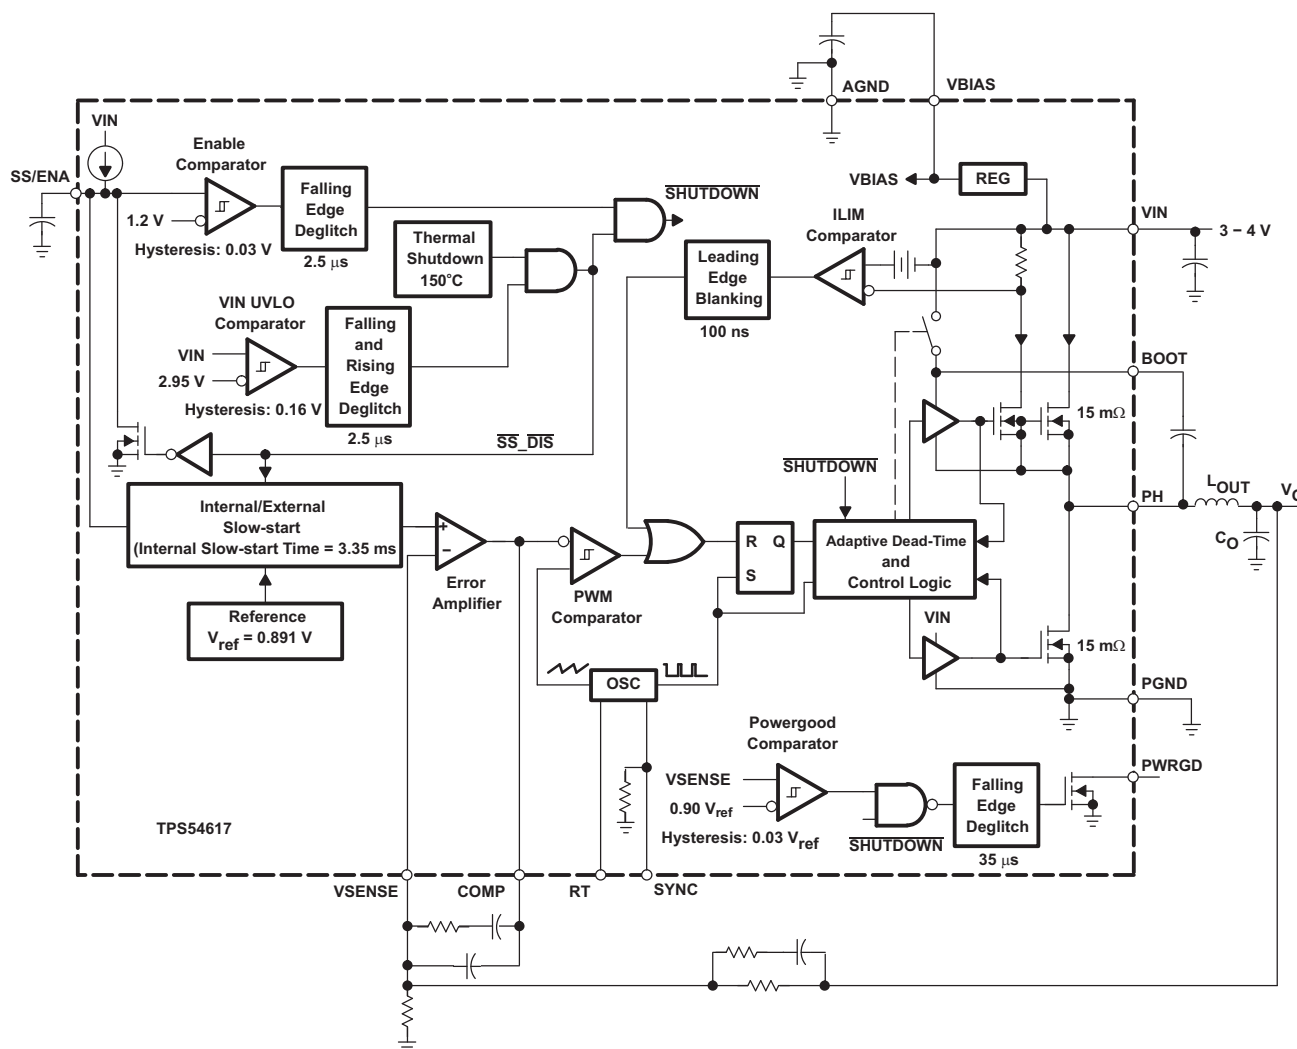 AGND
VBIAS
VIN
SS/ENA
Enable
Comparator
1.2 V
Hysteresis: 0.03 V
Falling
Edge
Deglitch
2.5 μs
SHUTDOWN
Thermal
Shutdown
150°C
VIN UVLO
Comparator
VIN
2.95 V
Hysteresis: 0.16 V
Falling
and
Rising
Edge
Deglitch
2.5 μs
SS_DIS
VBIAS
REG
ILIM
Comparator
Leading
Edge
Blanking
100 ns
VIN
3 – 4 V
BOOT
15 mΩ
SHUTDOWN
PH
LOUT
CO
Internal/External
Slow-start
(Internal Slow-start Time = 3.35 ms
Reference
Vref = 0.891 V
+
−
Error
Amplifier
PWM
Comparator
R Q
S
Adaptive Dead-Time
and
Control Logic
VIN
15 mΩ
OSC
PGND
Powergood
Comparator
VSENSE
0.90 Vref
Hysteresis: 0.03 Vref
SHUTDOWN
Falling
Edge
Deglitch
35 μs
PWRGD
TPS54617
VSENSE
COMP
RT
SYNC